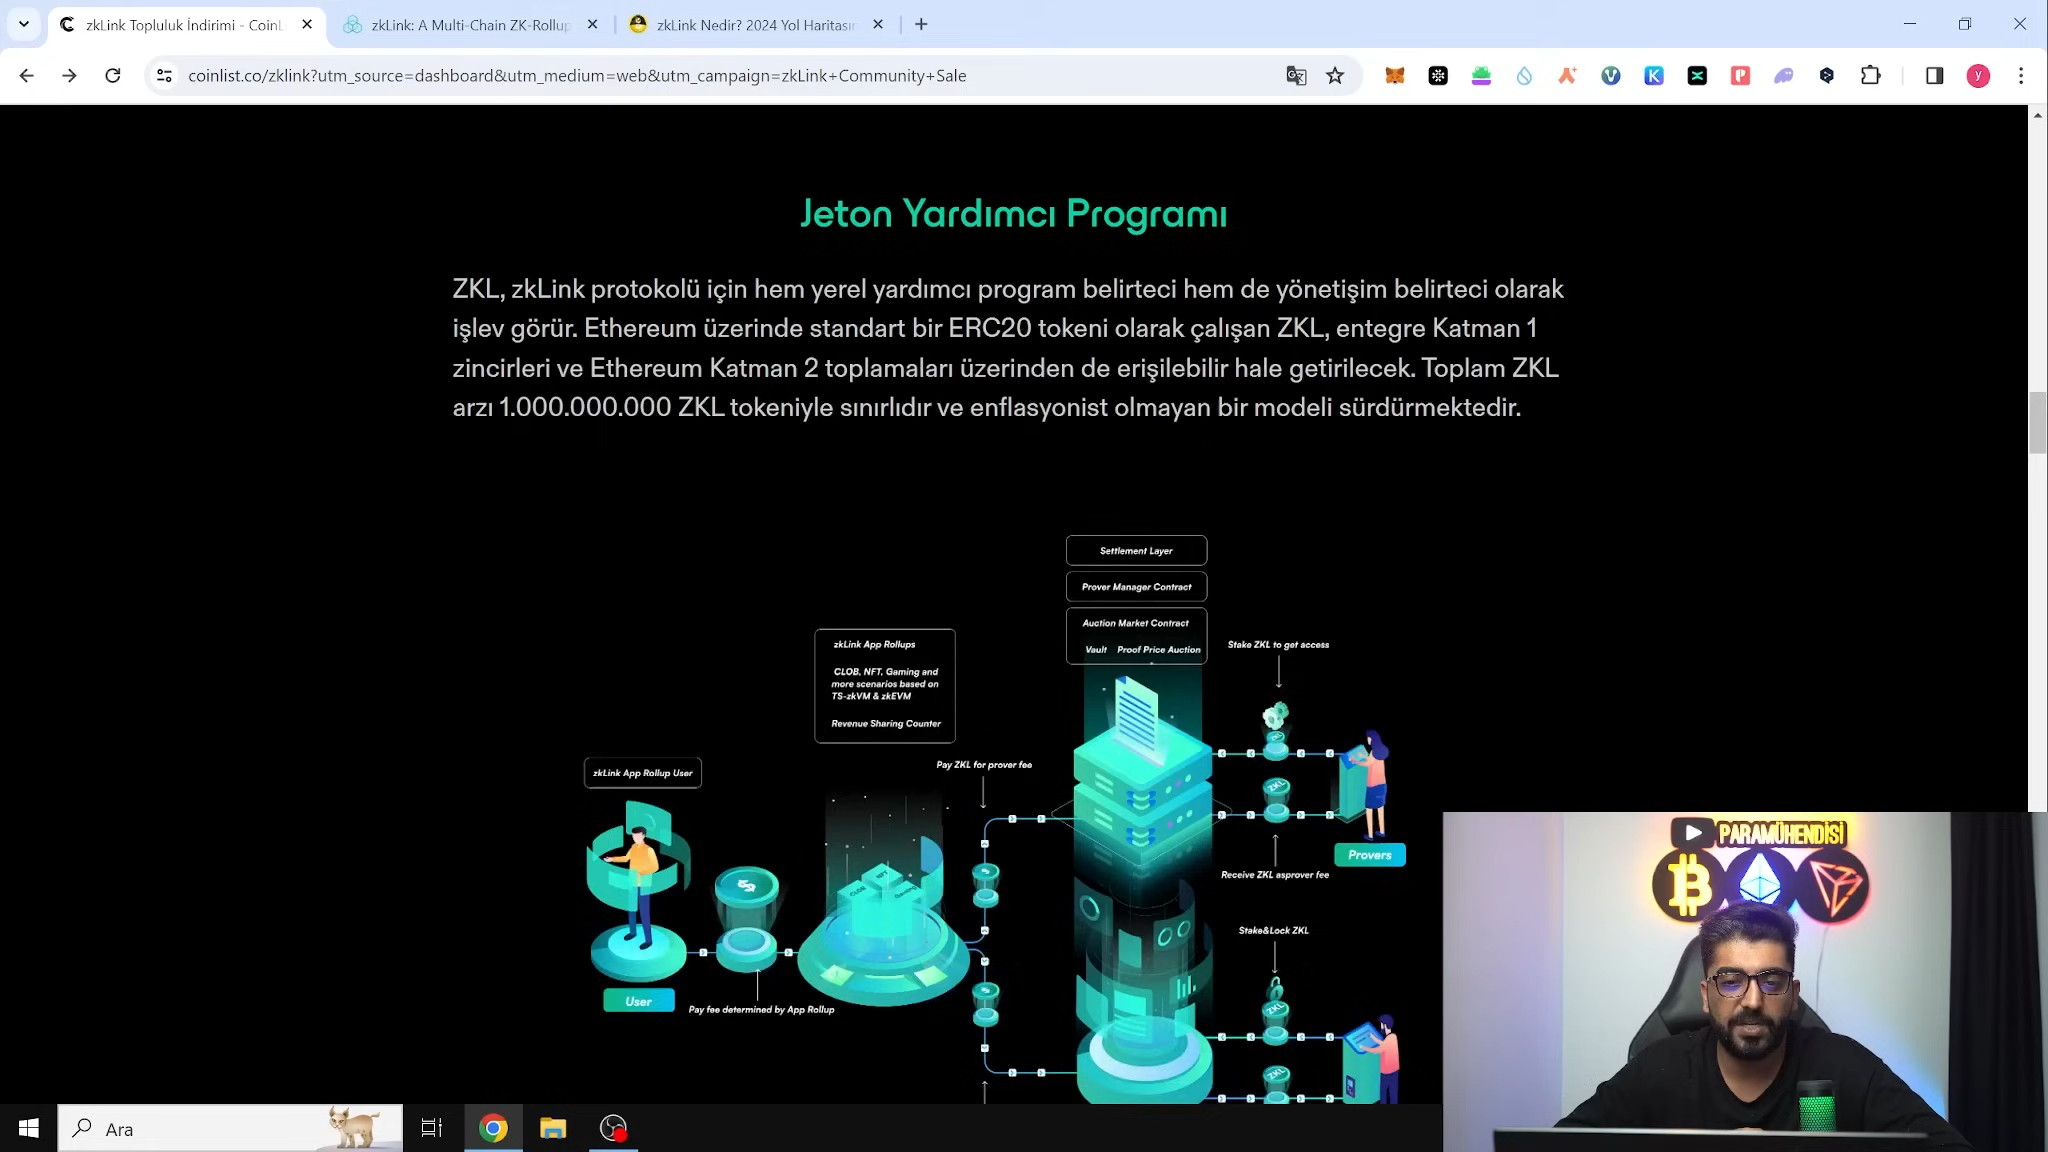 zkLink Topluluk İndirimi - CoinL
zkLink: A Multi-Chain ZK-Rollup
zkLink Nedir? 2024 Yol Haritası
coinlist.co/zklink?utm_source=dashboard&utm_medium=web&utm_campaign=zkLink+Community+Sale
Jeton Yardımcı Programı
ZKL, zkLink protokolü için hem yerel yardımcı program belirteci hem de yönetişim belirteci olarak
işlev görür. Ethereum üzerinde standart bir ERC20 tokeni olarak çalışan ZKL, entegre Katman 1
zincirleri ve Ethereum Katman 2 toplamaları üzerinden de erişilebilir hale getirilecek. Toplam ZKL
arzı 1.000.000.000 ZKL tokeniyle sınırlıdır ve enflasyonist olmayan bir modeli sürdürmektedir.
Settlement Layer
Prover Manager Contract
Auction Market Contract
Vault Proof Price Auction
Stake ZKL to get access
zkLink App Rollups
CLOB, NFT, Gaming and
more scenarios based on
TS-zkVM & zkEVM
Revenue Sharing Counter
Pay ZKL for prover fee
zkLink App Rollup User
CLOB
NFT
Gaming
ZKL
Provers
Receive ZKL asprover fee
Stake&Lock ZKL
ZKL
ZKL
User
Pay fee determined by App Rollup
PARAMÜHENDİSİ
Ara